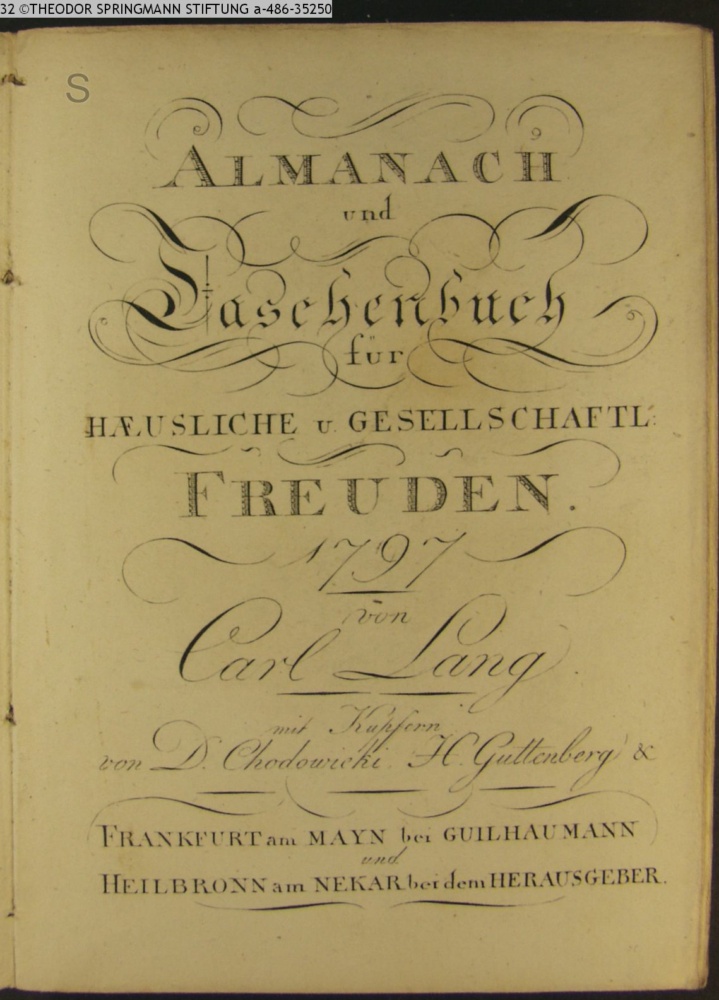 32 ©THEODOR SPRINGMANN STIFTUNG a-486-35250
S
ALMANACH
und
Taschenbuch
für
HÆUSLICHE u. GESELLSCHAFTL:
FREUDEN.
1797
von
Carl Lang.
mit Kupfern
von D. Chodowicki. H. Guttenberg &
FRANKFURT am MAYN bei GUILHAUMANN
und
HEILBRONN am NEKAR bei dem HERAUSGEBER.